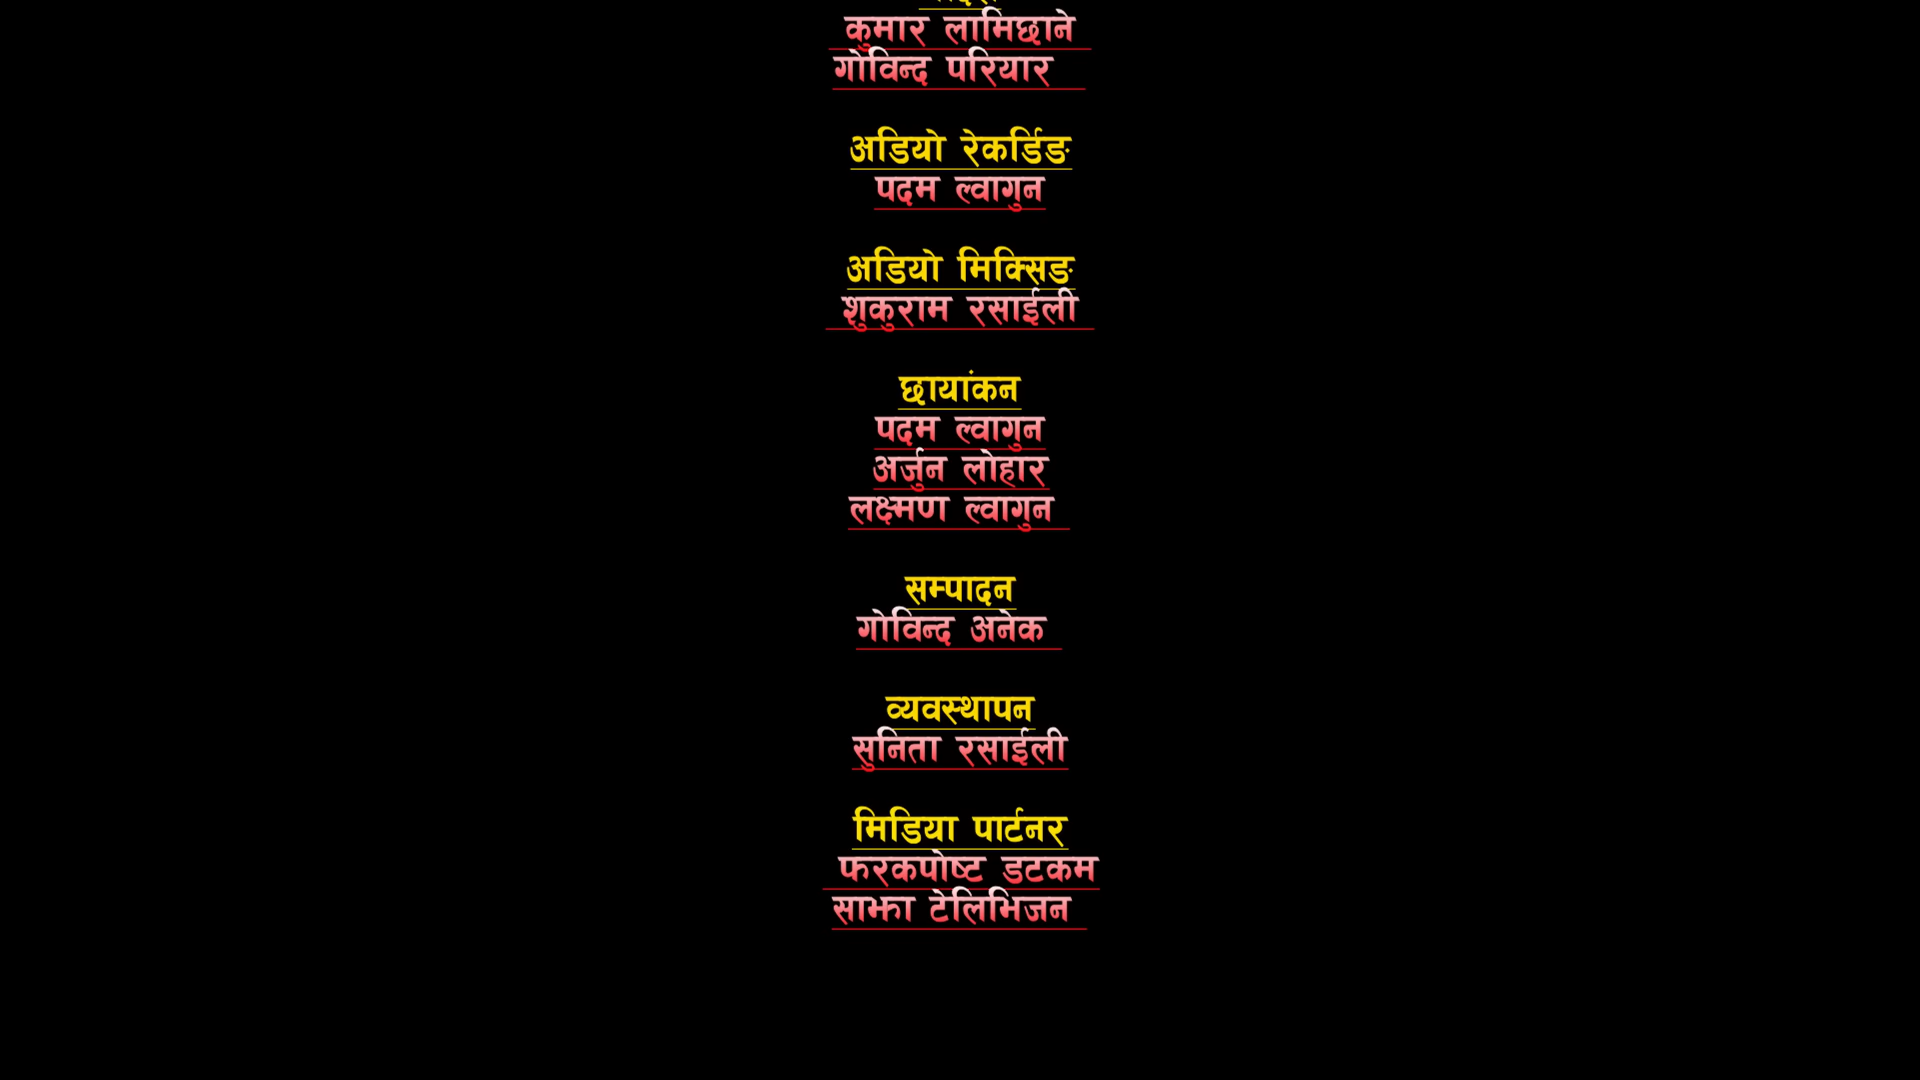 कुमार लामिछाने
गोविन्द परियार
अडियो रेकर्डिङ
पदम ल्वागुन
अडियो मिक्सिङ
शुकुराम रसाईली
छायांकन
पदम ल्वागुन
अर्जुन लोहार
लक्ष्मण ल्वागुन
सम्पादन
गोविन्द अनेक
व्यवस्थापन
सुनिता रसाईली
मिडिया पार्टनर
फरकपोष्ट डटकम
साझा टेलिभिजन